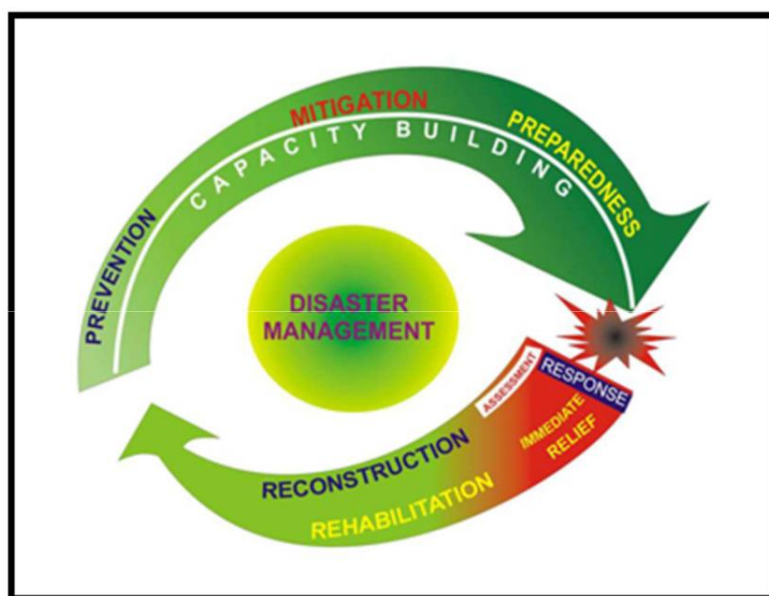 PREVENTION
MITIGATION
PREPAREDNESS
CAPACITY BUILDING
DISASTER
MANAGEMENT
RESPONSE
ASSESSMENT
IMMEDIATE
RELIEF
RECONSTRUCTION
REHABILITATION